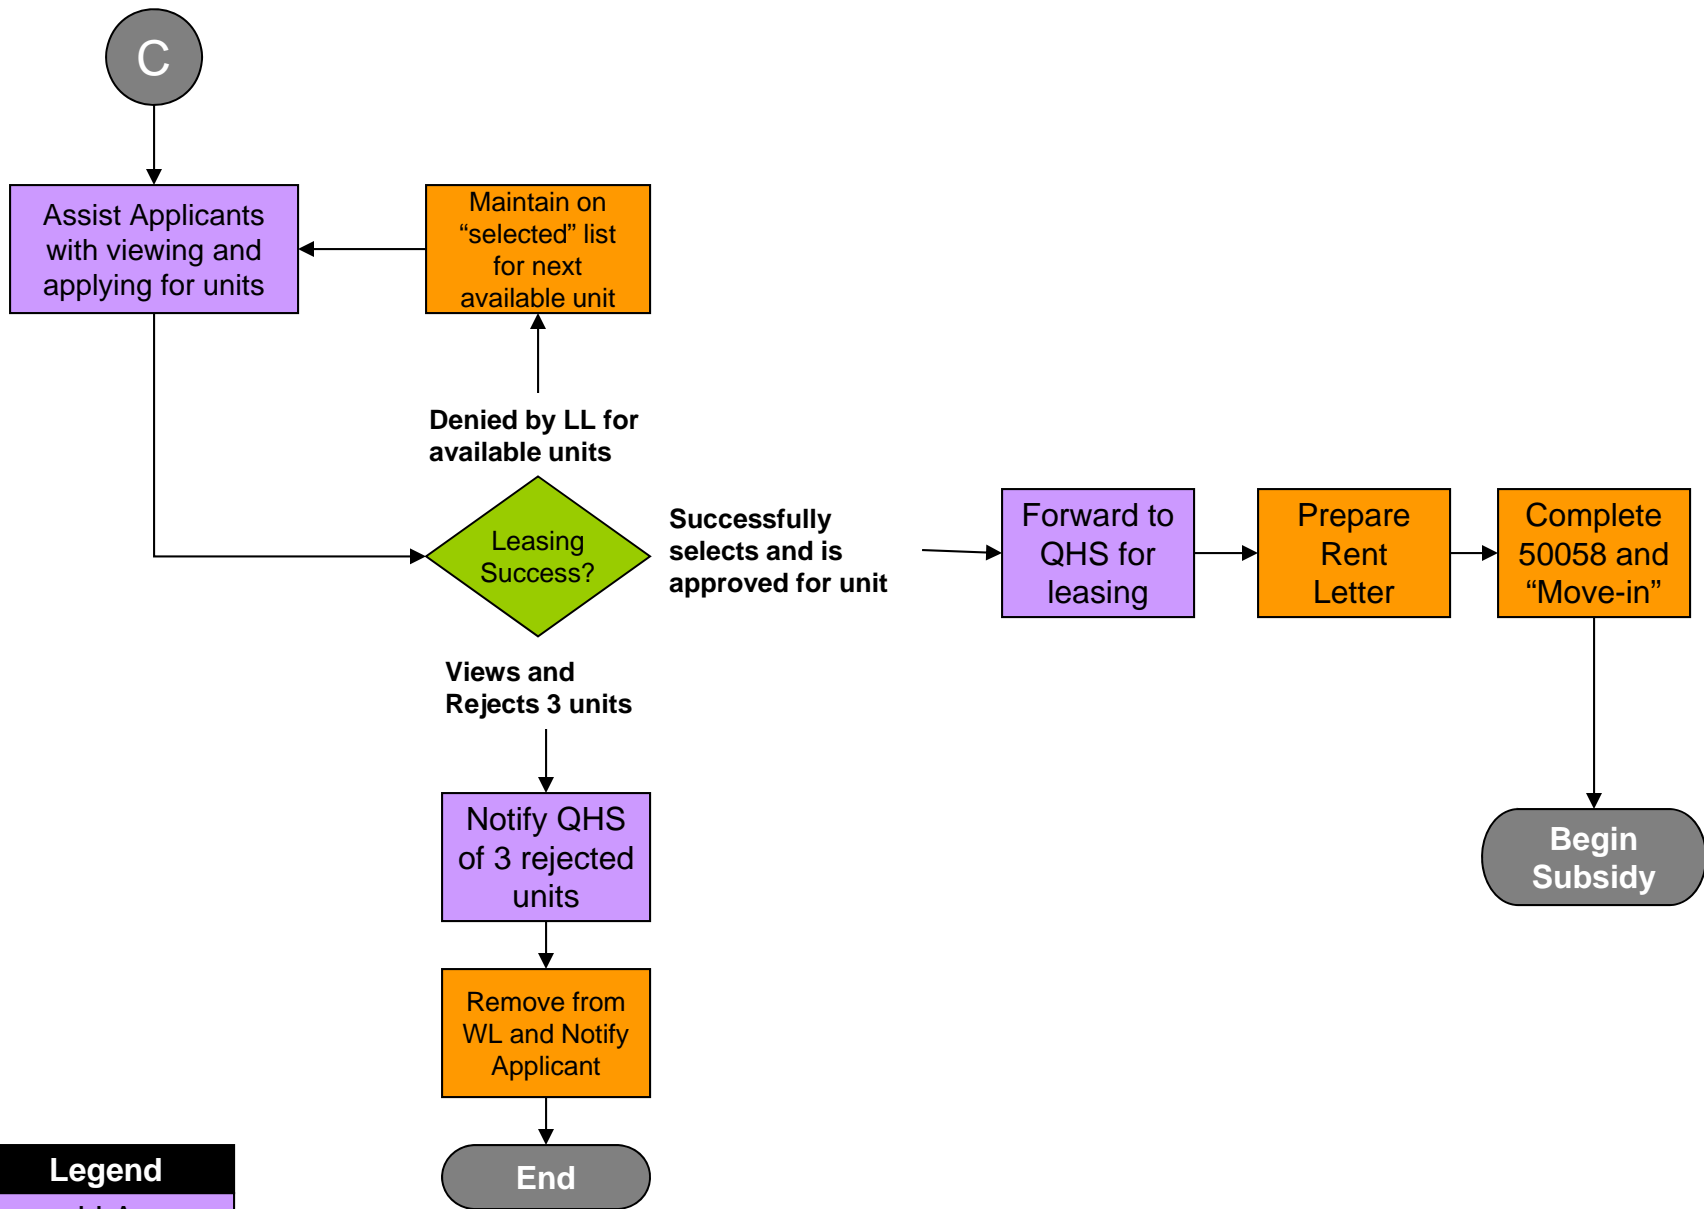 C
Assist Applicants
with viewing and
applying for units
Maintain on
“selected” list
for next
available unit
Denied by LL for
available units
Leasing
Success?
Successfully
selects and is
approved for unit
Forward to
QHS for
leasing
Prepare
Rent
Letter
Complete
50058 and
“Move-in”
Begin
Subsidy
Views and
Rejects 3 units
Notify QHS
of 3 rejected
units
Remove from
WL and Notify
Applicant
End
Legend